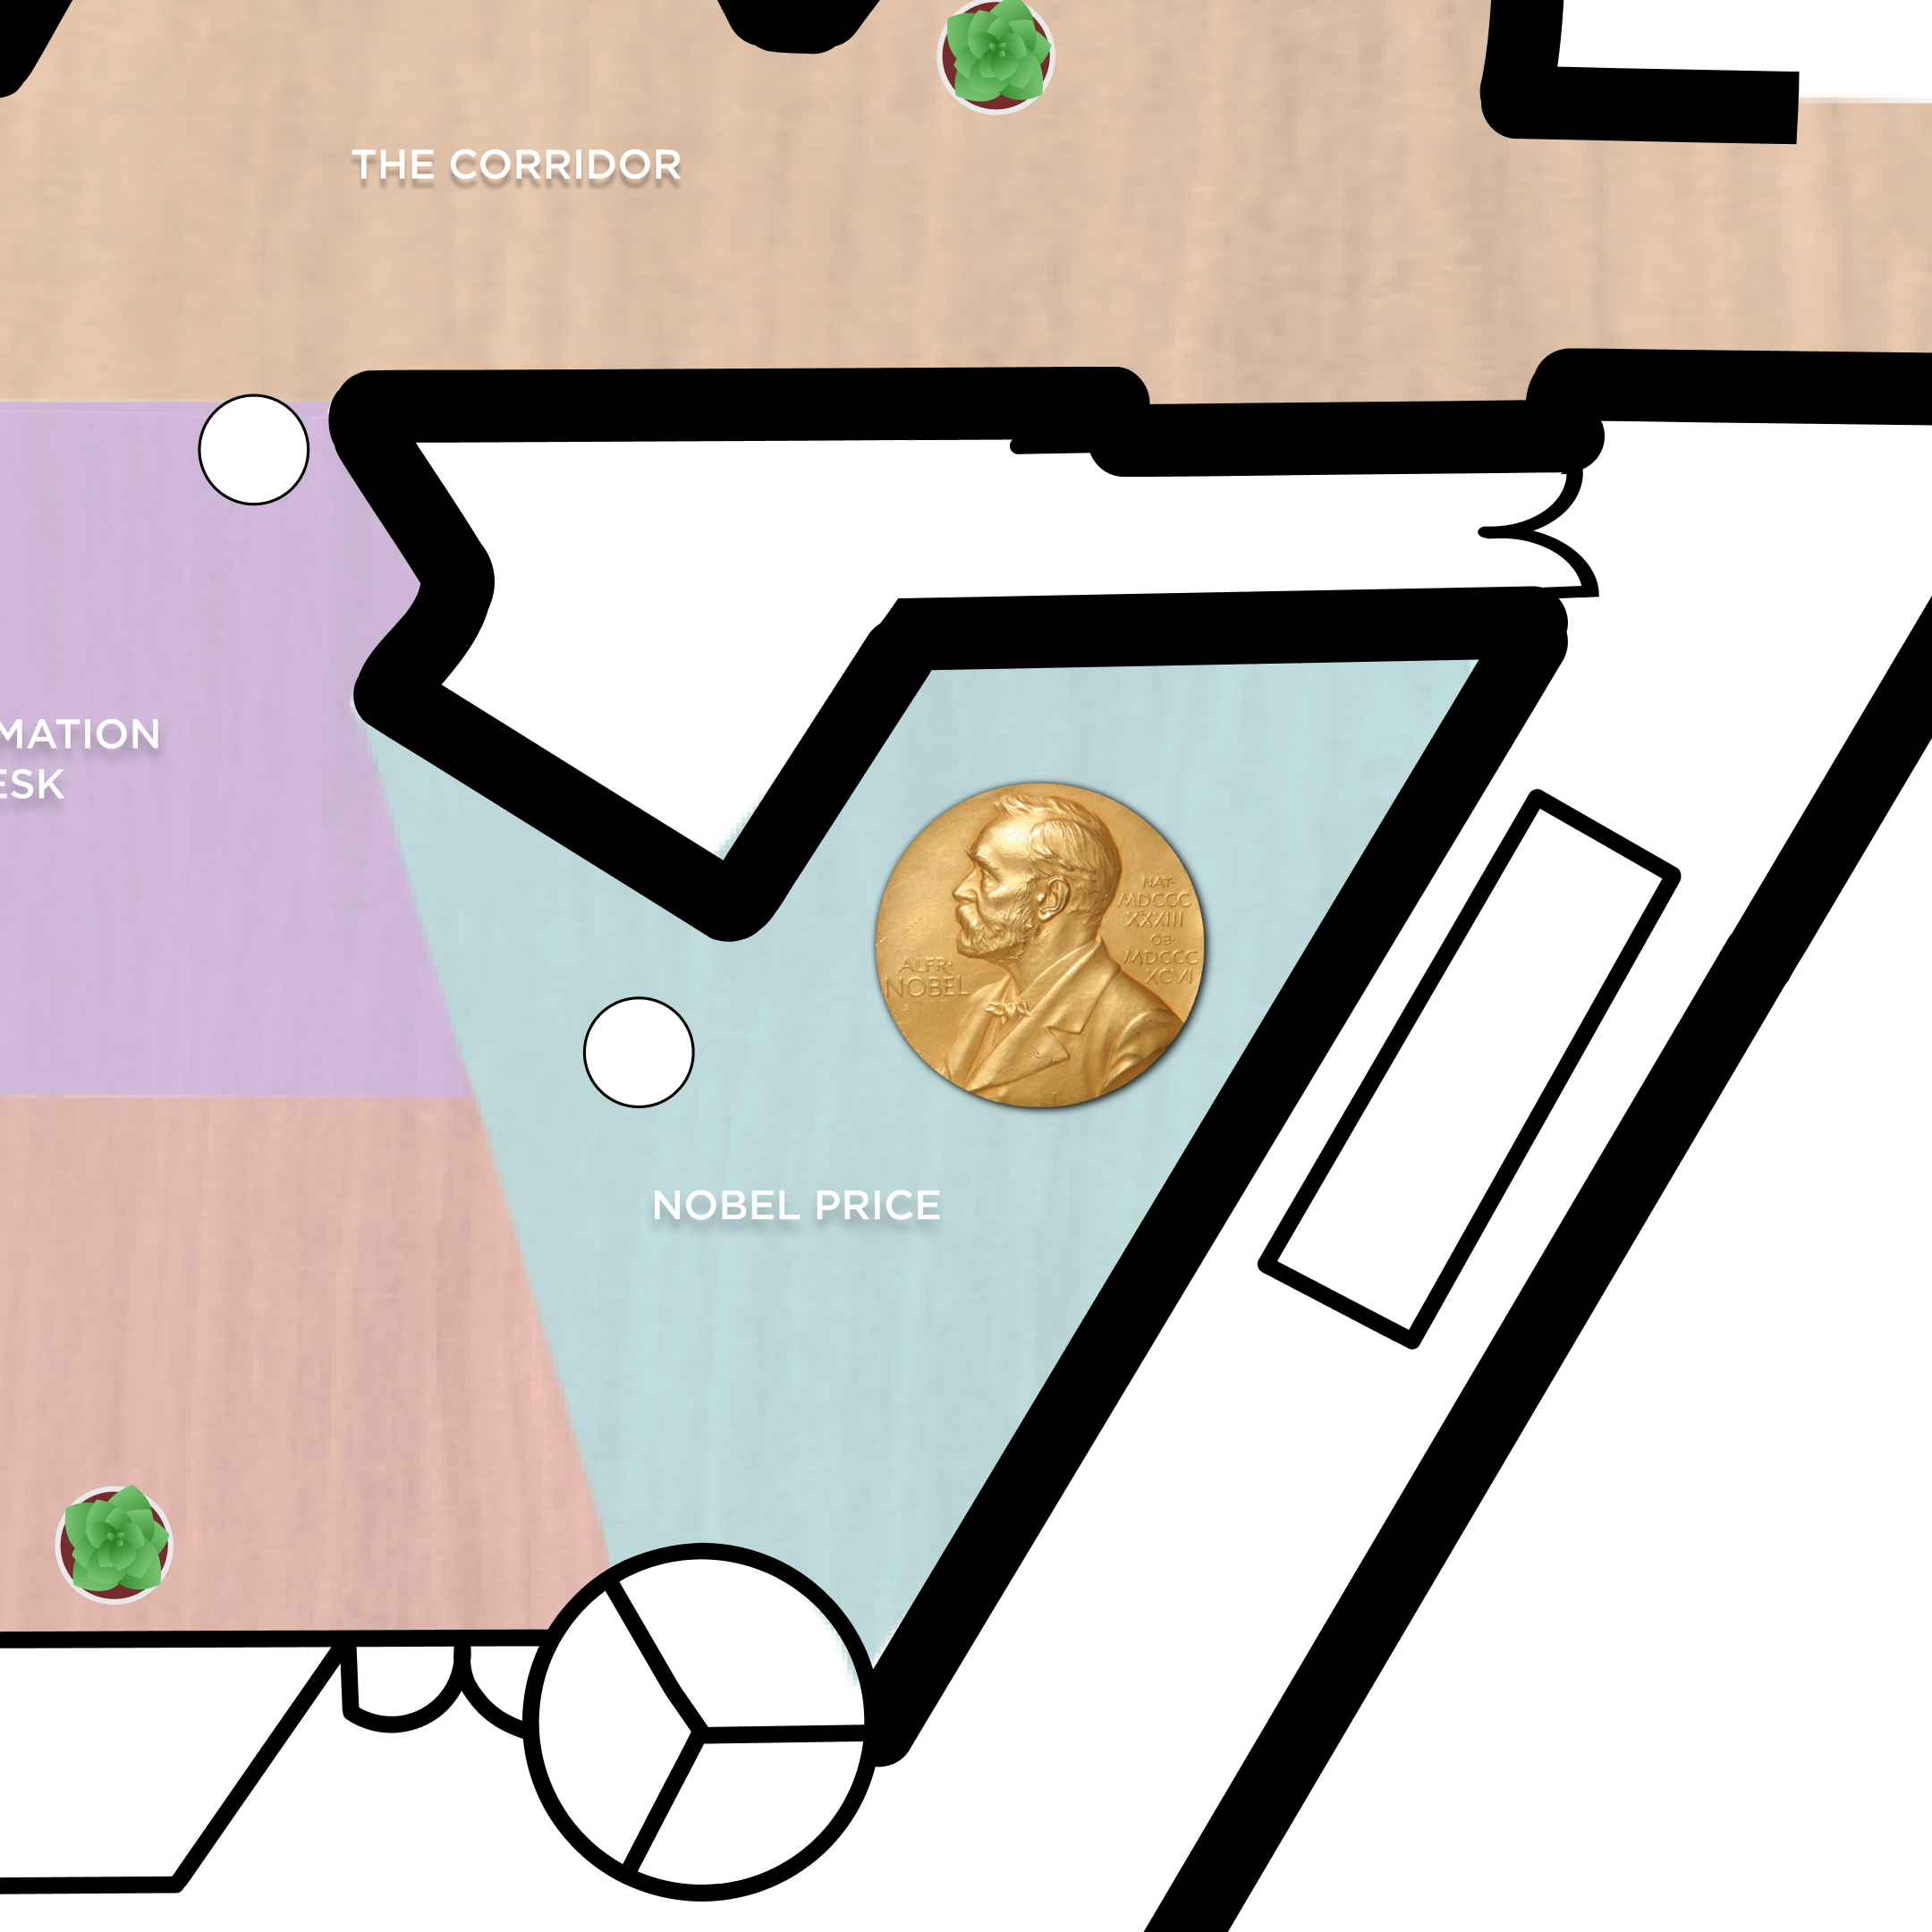 THE CORRIDOR
MATION
ESK
NAT·
MDCCC
XXXIII
OB·
MDCCC
XCVI
ALFR·
NOBEL
NOBEL PRICE